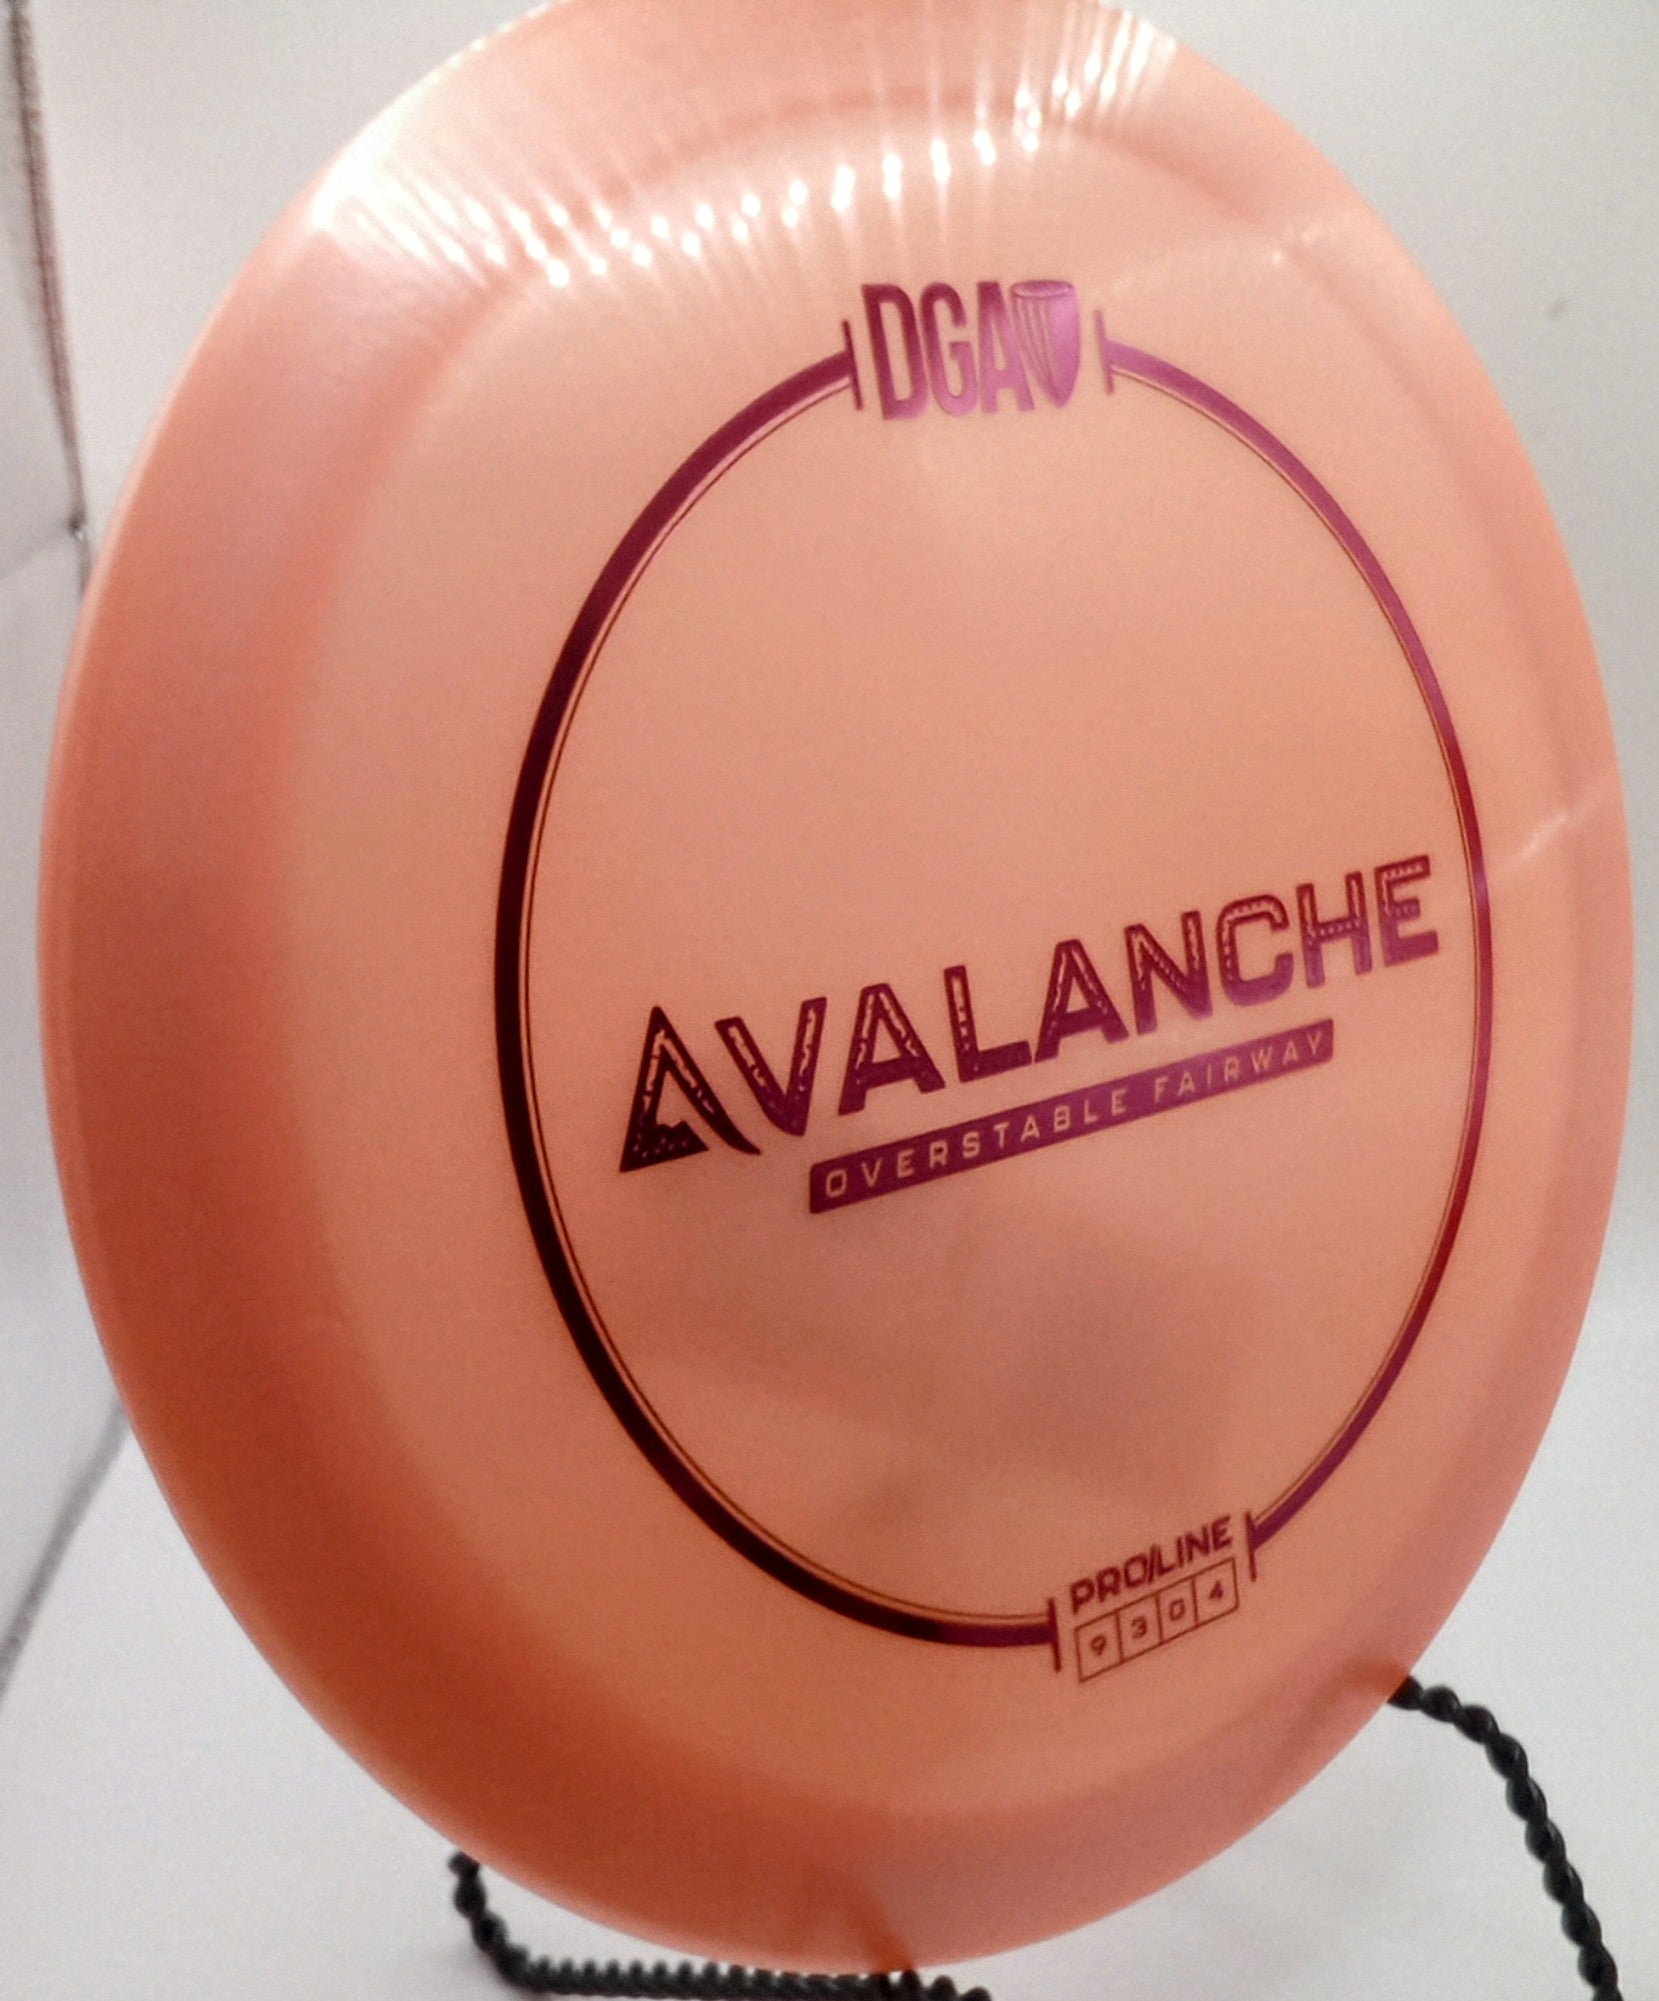 DGA
AVALANCHE
OVERSTABLE FAIRWAY
PRO/LINE
9 3 0 4